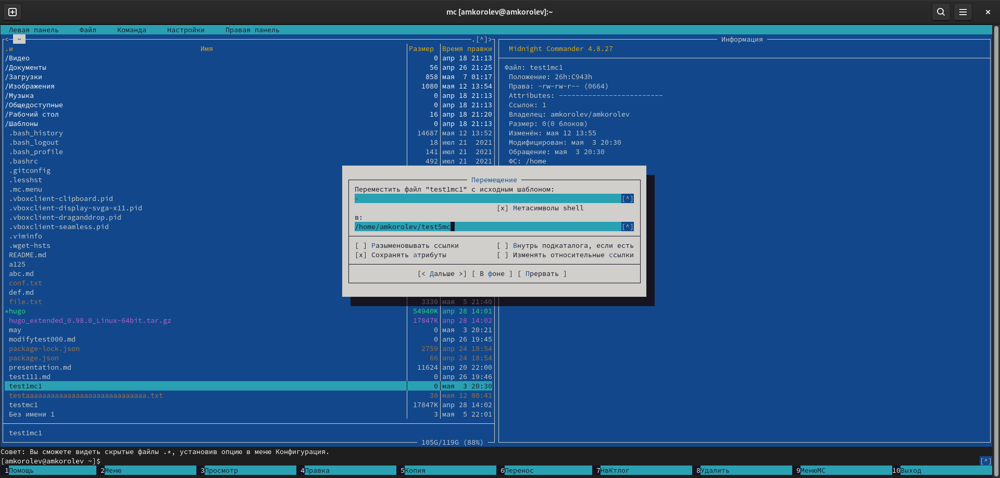 mc [amkorolev@amkorolev]:~
Левая панель Файл Команда Настройки Правая панель
<─ ~ .[^]>
.и Имя Размер Время правки
/Видео 0 апр 18 21:13
/Документы 56 апр 26 21:25
/Загрузки 858 мая 7 01:17
/Изображения 1080 мая 12 13:54
/Музыка 0 апр 18 21:13
/Общедоступные 0 апр 18 21:13
/Рабочий стол 16 апр 18 21:20
/Шаблоны 0 апр 18 21:13
.bash_history 14687 мая 12 13:52
.bash_logout 18 июл 21 2021
.bash_profile 141 июл 21 2021
.bashrc 492 июл 21 2021
.gitconfig
.lesshst
.mc.menu
.vboxclient-clipboard.pid
.vboxclient-display-svga-x11.pid
.vboxclient-draganddrop.pid
.vboxclient-seamless.pid
.viminfo
.wget-hsts
README.md
a125
abc.md
conf.txt
def.md
file.txt 3330 мая 5 21:40
*hugo 54940K апр 28 14:01
hugo_extended_0.98.0_Linux-64bit.tar.gz 17847K апр 28 14:02
may 0 мая 3 20:21
modifytest000.md 0 апр 26 19:45
package-lock.json 2759 апр 24 18:54
package.json 66 апр 24 18:54
presentation.md 11624 апр 20 22:00
test111.md 0 апр 26 19:46
test1mc1 0 мая 3 20:30
testaaaaaaaaaaaaaaaaaaaaaaaaaaaaa.txt 30 мая 12 00:41
testmc1 17847K апр 28 14:02
Без имени 1 3 мая 5 22:01
test1mc1
105G/119G (88%)
Информация
Midnight Commander 4.8.27
Файл: test1mc1
Положение: 26h:C943h
Права: -rw-rw-r-- (0664)
Attributes: -------------------------
Ссылок: 1
Владелец: amkorolev/amkorolev
Размер: 0(0 блоков)
Изменён: мая 12 13:55
Модифицирован: мая 3 20:30
Обращение: мая 3 20:30
ФС: /home
Перемещение
Переместить файл "test1mc1" с исходным шаблоном:
* [^]
[x] Метасимволы shell
в:
/home/amkorolev/test5mc [^]
[ ] Разыменовывать ссылки [ ] Внутрь подкаталога, если есть
[x] Сохранять атрибуты [ ] Изменять относительные ссылки
[< Дальше >] [ В фоне ] [ Прервать ]
Совет: Вы сможете видеть скрытые файлы .*, установив опцию в меню Конфигурация.
[amkorolev@amkorolev ~]$ [^]
1Помощь 2Меню 3Просмотр 4Правка 5Копия 6Перенос 7НвКтлог 8Удалить 9МенюMC 10Выход